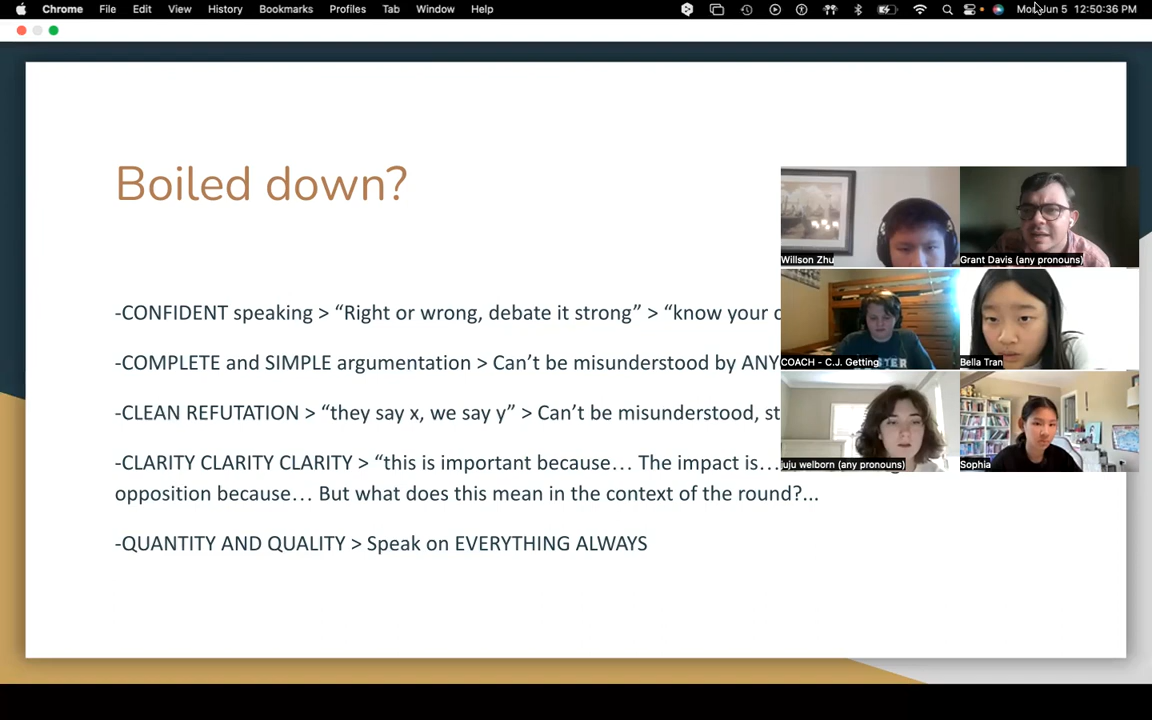 Chrome File Edit View History Bookmarks Profiles Tab Window Help Mon Jun 5 12:50:36 PM
Boiled down?
Willson Zhu
Grant Davis (any pronouns)
-CONFIDENT speaking > “Right or wrong, debate it strong” > “know your
-COMPLETE and SIMPLE argumentation > Can’t be misunderstood by ANY
COACH - C.J. Getting
Bella Tran
-CLEAN REFUTATION > “they say x, we say y” > Can’t be misunderstood,
-CLARITY CLARITY CLARITY > “this is important because… The impact is…
juju welborn (any pronouns)
Sophia
opposition because… But what does this mean in the context of the round?...
-QUANTITY AND QUALITY > Speak on EVERYTHING ALWAYS